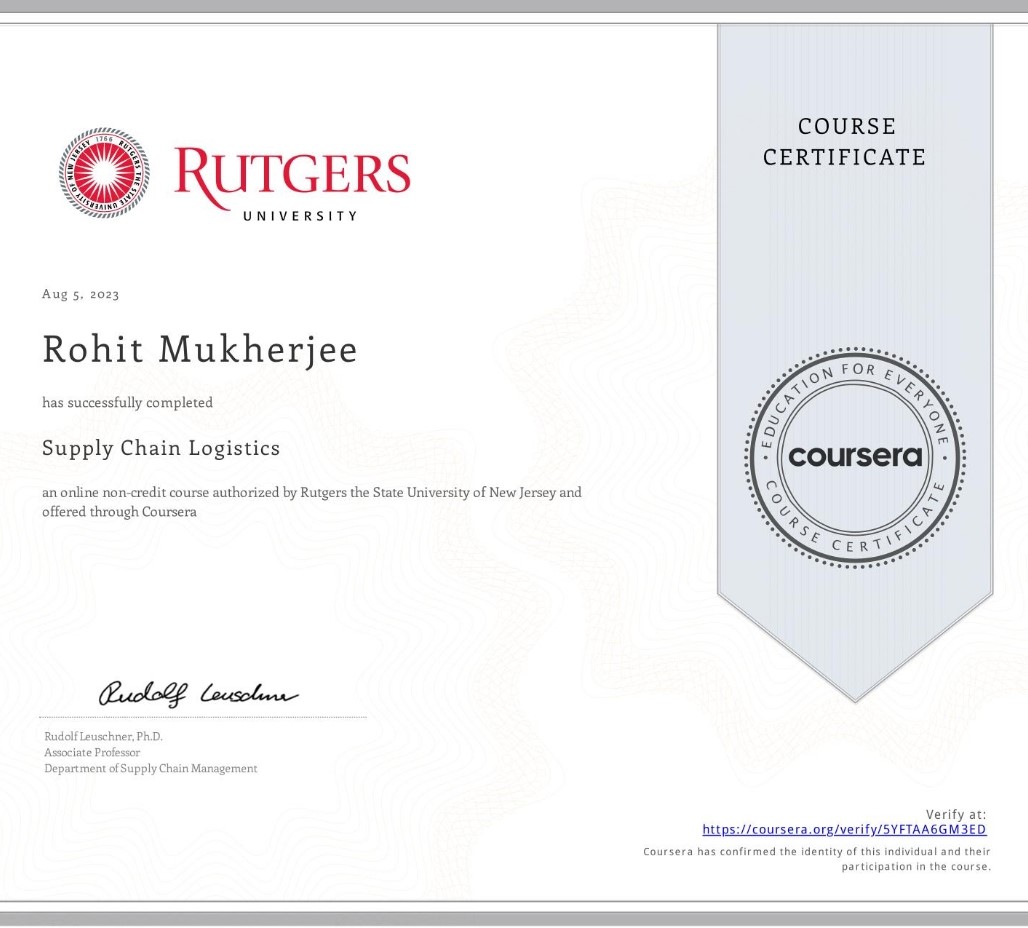 COURSE
CERTIFICATE
1766
RUTGERS THE STATE UNIVERSITY OF NEW JERSEY
RUTGERS
UNIVERSITY
Aug 5, 2023
Rohit Mukherjee
has successfully completed
Supply Chain Logistics
an online non-credit course authorized by Rutgers the State University of New Jersey and
offered through Coursera
EDUCATION FOR EVERYONE
coursera
COURSE CERTIFICATE
Rudolf Leuschner
Rudolf Leuschner, Ph.D.
Associate Professor
Department of Supply Chain Management
Verify at:
https://coursera.org/verify/5YFTAA6GM3ED
Coursera has confirmed the identity of this individual and their
participation in the course.